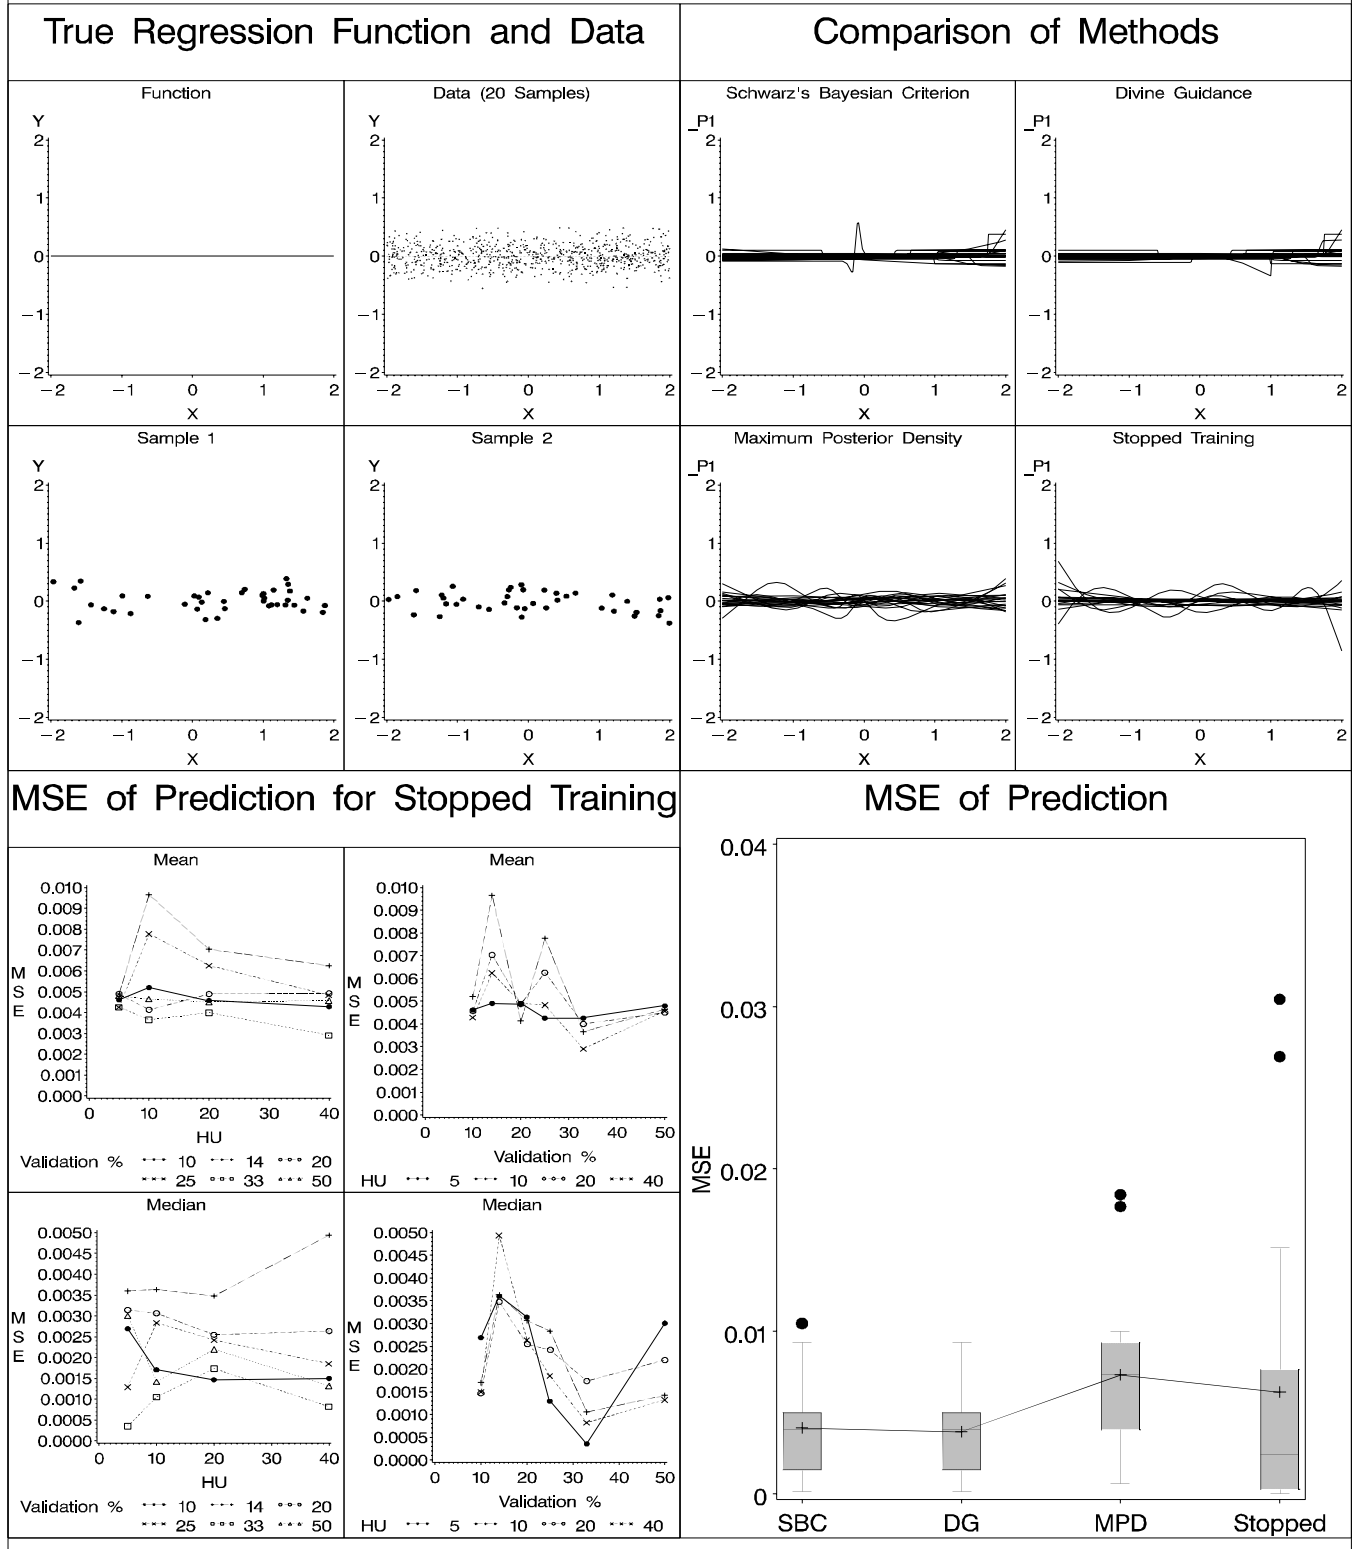 True Regression Function and Data
Function
Y
2
1
0
−1
−2
−2 −1 0 1 2
X
Data (20 Samples)
Y
2
1
0
−1
−2
−2 −1 0 1 2
X
Sample 1
Y
2
1
0
−1
−2
−2 −1 0 1 2
X
Sample 2
Y
2
1
0
−1
−2
−2 −1 0 1 2
X
Comparison of Methods
Schwarz's Bayesian Criterion
_P1
2
1
0
−1
−2
−2 −1 0 1 2
X
Divine Guidance
_P1
2
1
0
−1
−2
−2 −1 0 1 2
X
Maximum Posterior Density
_P1
2
1
0
−1
−2
−2 −1 0 1 2
X
Stopped Training
_P1
2
1
0
−1
−2
−2 −1 0 1 2
X
MSE of Prediction for Stopped Training
Mean
M
S
E
0.010
0.009
0.008
0.007
0.006
0.005
0.004
0.003
0.002
0.001
0.000
0 10 20 30 40
HU
Validation % 10 14 20
25 33 50
Mean
M
S
E
0.010
0.009
0.008
0.007
0.006
0.005
0.004
0.003
0.002
0.001
0.000
0 10 20 30 40 50
Validation %
HU 5 10 20 40
Median
M
S
E
0.0050
0.0045
0.0040
0.0035
0.0030
0.0025
0.0020
0.0015
0.0010
0.0005
0.0000
0 10 20 30 40
HU
Validation % 10 14 20
25 33 50
Median
M
S
E
0.0050
0.0045
0.0040
0.0035
0.0030
0.0025
0.0020
0.0015
0.0010
0.0005
0.0000
0 10 20 30 40 50
Validation %
HU 5 10 20 40
MSE of Prediction
MSE
0.04
0.03
0.02
0.01
0
SBC DG MPD Stopped